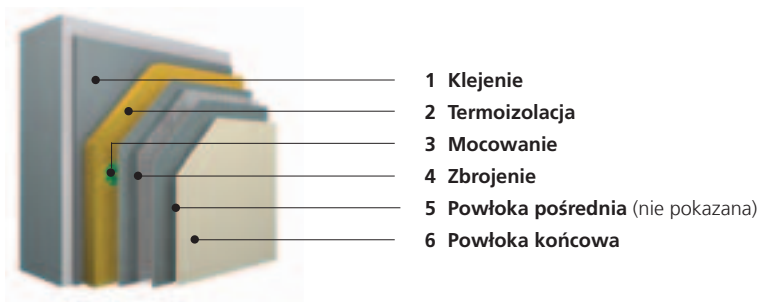 1 Klejenie
2 Termoizolacja
3 Mocowanie
4 Zbrojenie
5 Powłoka pośrednia (nie pokazana)
6 Powłoka końcowa